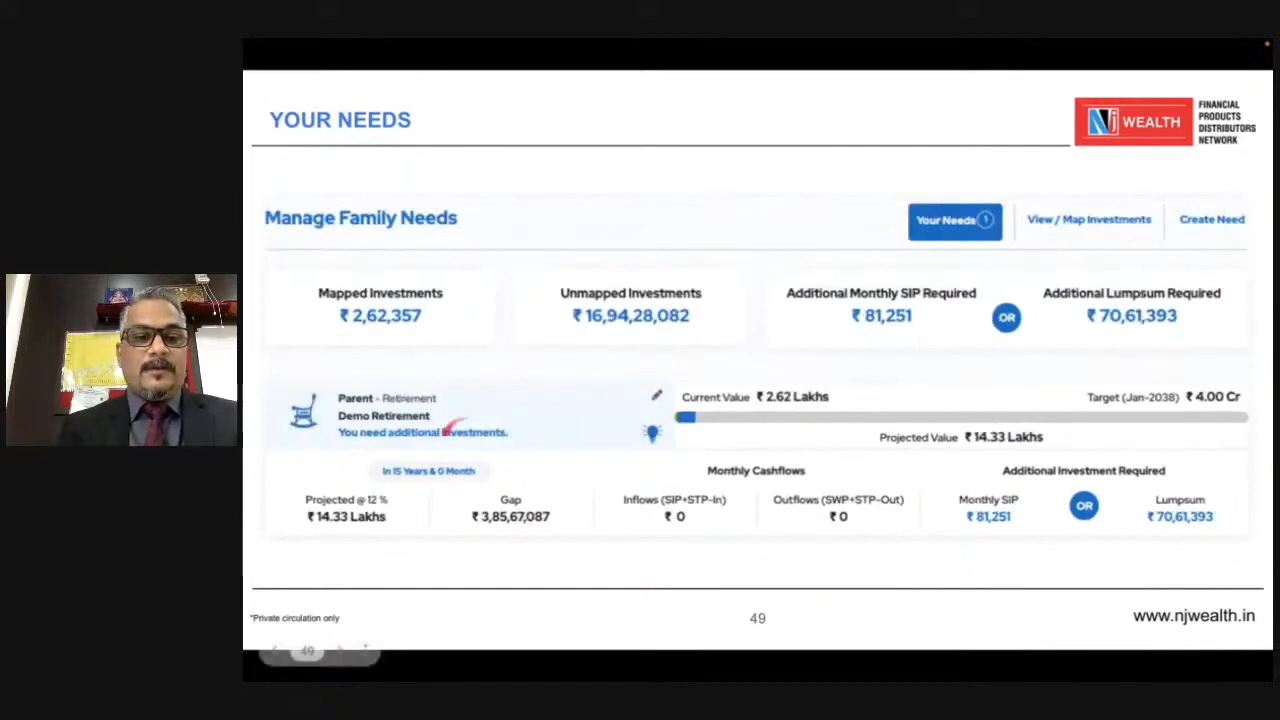 YOUR NEEDS
NJ WEALTH
FINANCIAL
PRODUCTS
DISTRIBUTORS
NETWORK
Manage Family Needs
Your Needs 1
View / Map Investments
Create Need
Mapped Investments
₹ 2,62,357
Unmapped Investments
₹ 16,94,28,082
Additional Monthly SIP Required
₹ 81,251
OR
Additional Lumpsum Required
₹ 70,61,393
Parent - Retirement
Demo Retirement
You need additional investments.
Current Value ₹ 2.62 Lakhs
Target (Jan-2038) ₹ 4.00 Cr
Projected Value ₹ 14.33 Lakhs
In 15 Years & 0 Month
Monthly Cashflows
Additional Investment Required
Projected @ 12 %
₹ 14.33 Lakhs
Gap
₹ 3,85,67,087
Inflows (SIP+STP-In)
₹ 0
Outflows (SWP+STP-Out)
₹ 0
Monthly SIP
₹ 81,251
OR
Lumpsum
₹ 70,61,393
*Private circulation only
49
www.njwealth.in
49